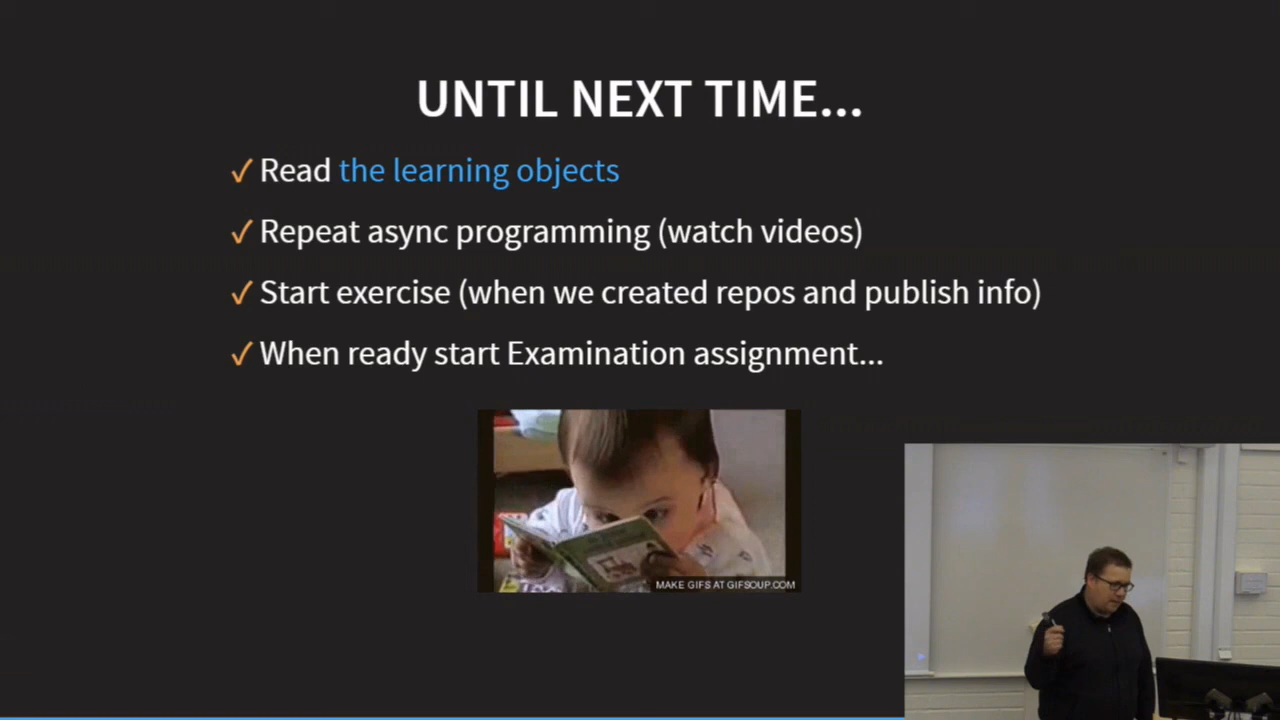 UNTIL NEXT TIME...
✓ Read the learning objects
✓ Repeat async programming (watch videos)
✓ Start exercise (when we created repos and publish info)
✓ When ready start Examination assignment...
MAKE GIFS AT GIFSOUP.COM